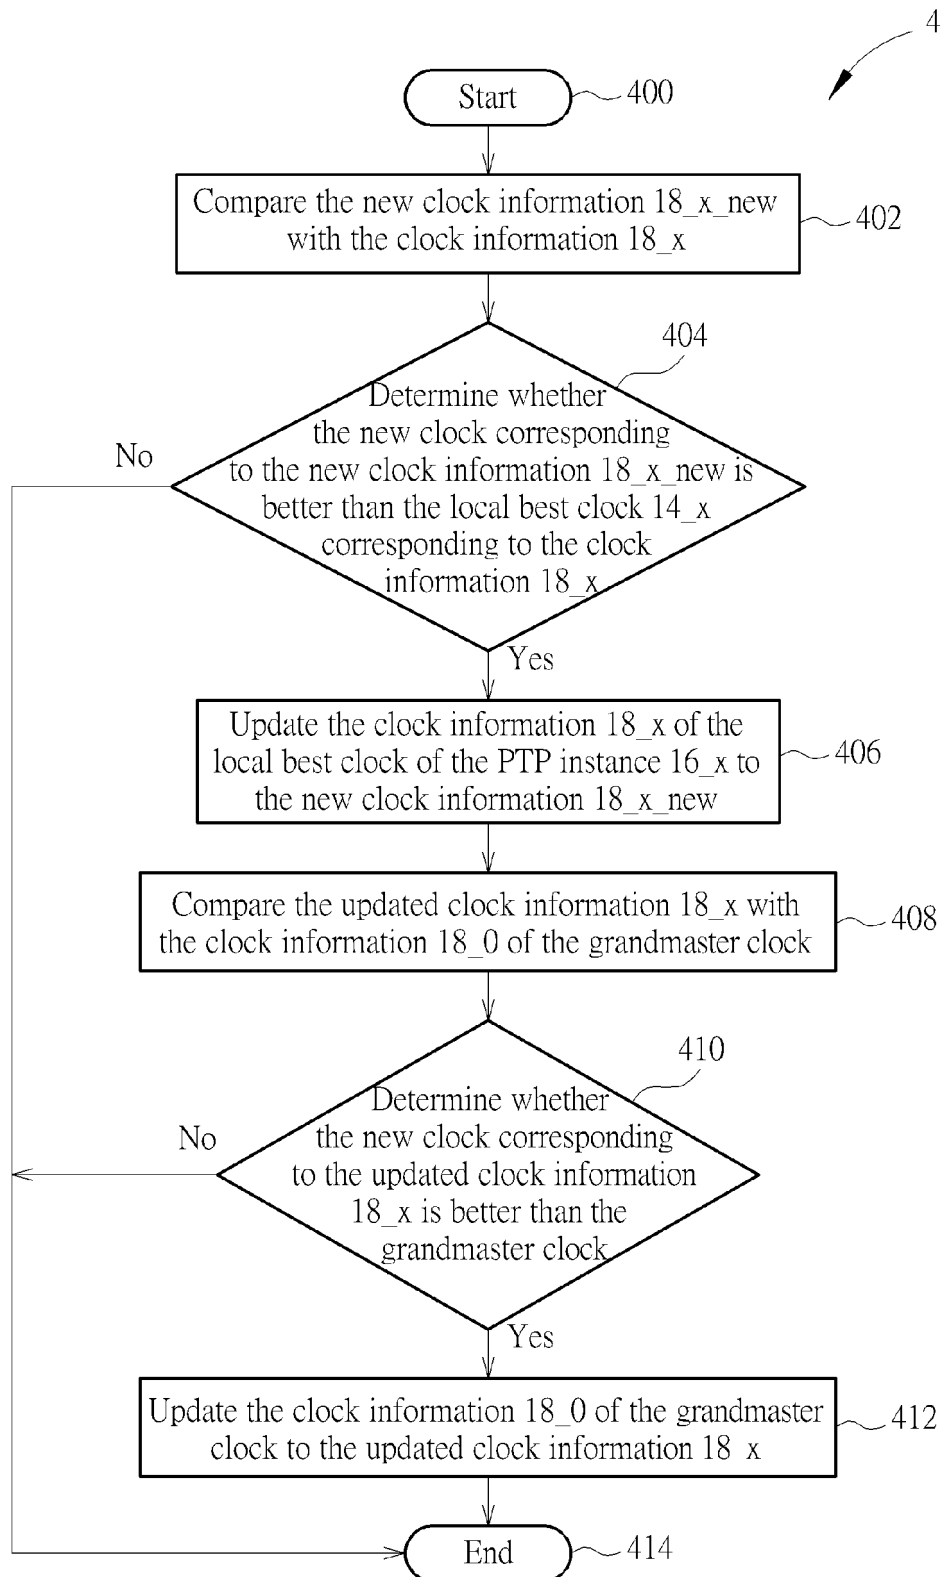 4
Start
400
Compare the new clock information 18_x_new
with the clock information 18_x
402
404
Determine whether
the new clock corresponding
to the new clock information 18_x_new is
better than the local best clock 14_x
corresponding to the clock
information 18_x
No
Yes
Update the clock information 18_x of the
local best clock of the PTP instance 16_x to
the new clock information 18_x_new
406
Compare the updated clock information 18_x with
the clock information 18_0 of the grandmaster clock
408
410
Determine whether
the new clock corresponding
to the updated clock information
18_x is better than the
grandmaster clock
No
Yes
Update the clock information 18_0 of the grandmaster
clock to the updated clock information 18_x
412
End
414